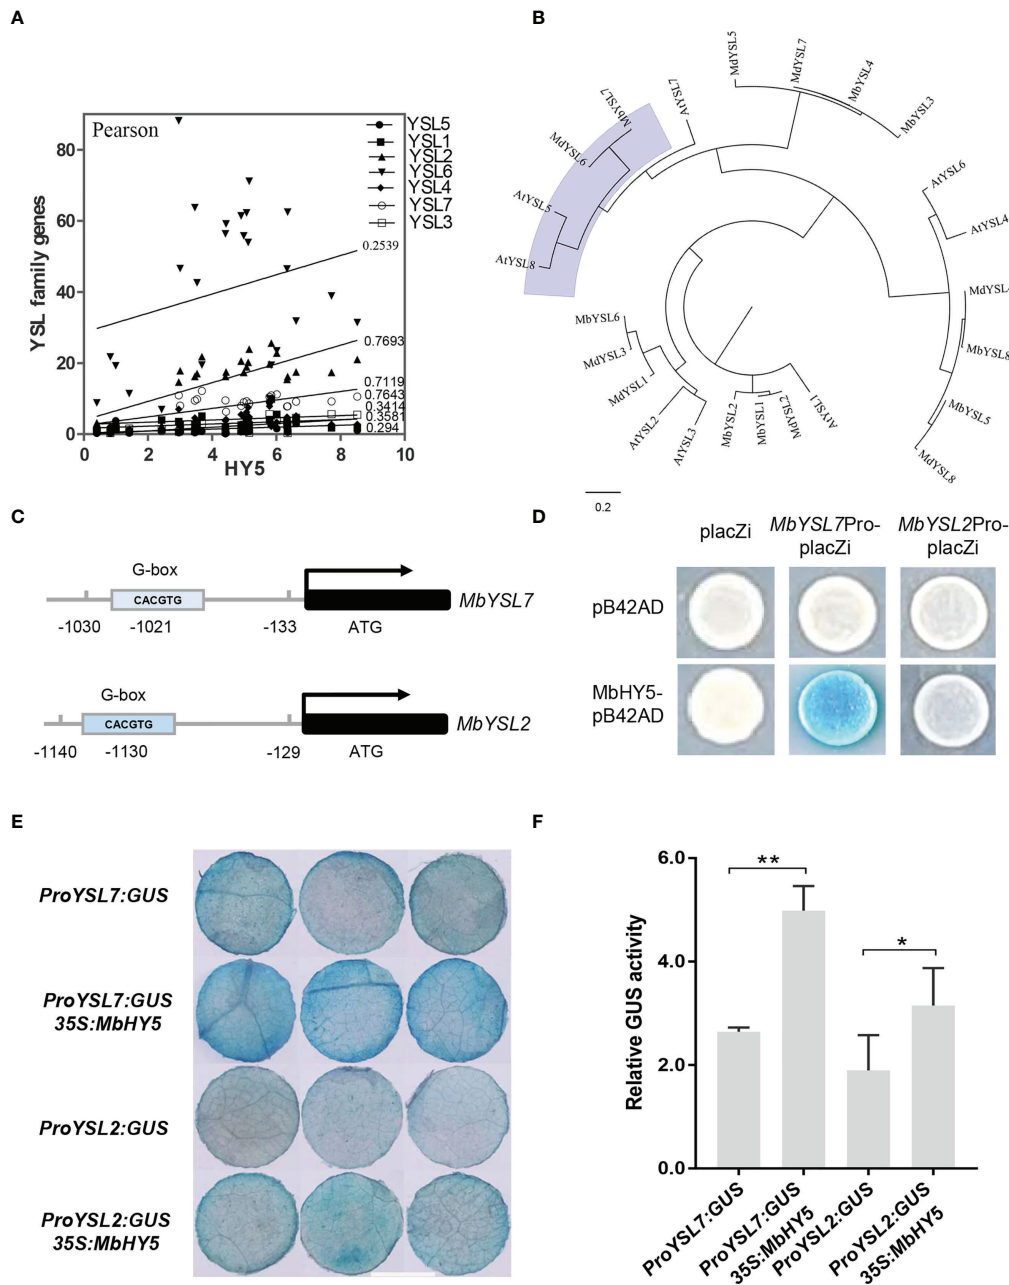 A
Pearson
YSL5
YSL1
YSL2
YSL6
YSL4
YSL7
YSL3
YSL family genes
80
60
40
20
0
0.2539
0.7693
0.7119
0.7643
0.3414
0.3581
0.294
0 2 4 6 8 10
HY5
B
MdYSL5
MdYSL7
MbYSL4
MbYSL3
AtYSL7
MbYSL7
MdYSL6
AtYSL5
AtYSL8
AtYSL6
AtYSL4
MdYSL4
MbYSL8
MbYSL5
MdYSL8
MbYSL6
MdYSL3
MdYSL1
AtYSL2
AtYSL3
MbYSL2
MbYSL1
MdYSL2
AtYSL1
0.2
C
G-box
CACGTG
MbYSL7
-1030 -1021 -133 ATG
G-box
CACGTG
MbYSL2
-1140 -1130 -129 ATG
D
placZi
MbYSL7Pro-
placZi
MbYSL2Pro-
placZi
pB42AD
MbHY5-
pB42AD
E
ProYSL7:GUS
ProYSL7:GUS
35S:MbHY5
ProYSL2:GUS
ProYSL2:GUS
35S:MbHY5
F
Relative GUS activity
6.0
4.0
2.0
0.0
**
*
ProYSL7:GUS
ProYSL7:GUS
35S:MbHY5
ProYSL2:GUS
ProYSL2:GUS
35S:MbHY5